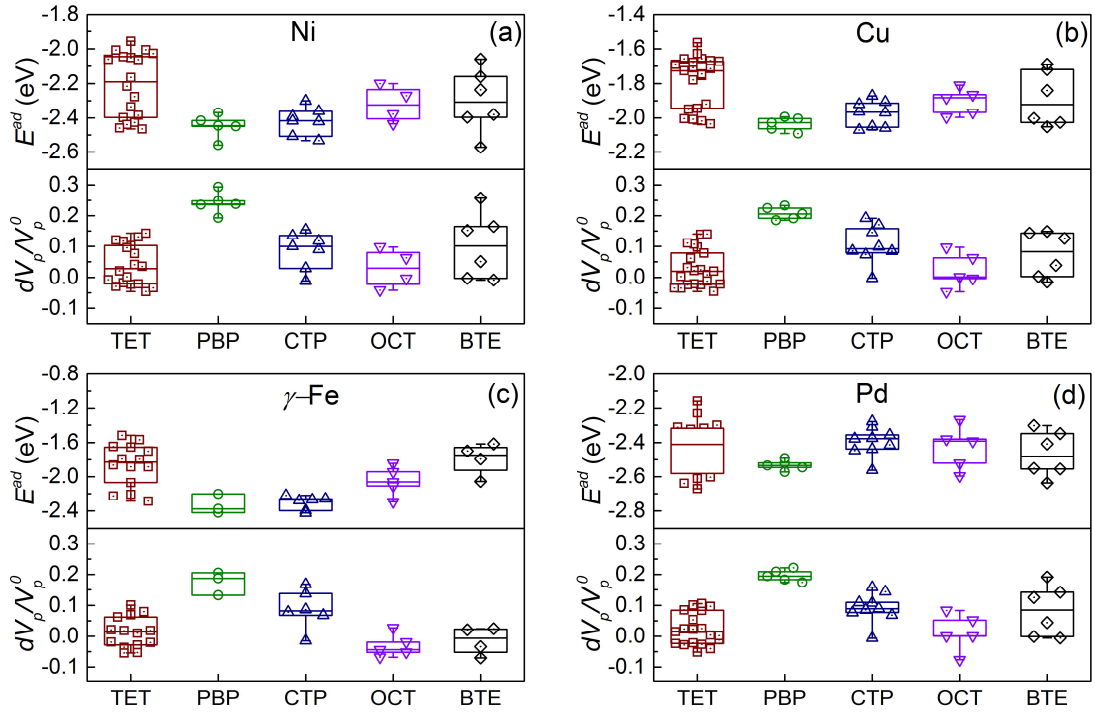 Ni
(a)
E^ad (eV)
-1.8
-2.0
-2.2
-2.4
-2.6
dV_p/V_p^0
0.3
0.2
0.1
0.0
-0.1
TET PBP CTP OCT BTE
Cu
(b)
E^ad (eV)
-1.4
-1.6
-1.8
-2.0
-2.2
dV_p/V_p^0
0.3
0.2
0.1
0.0
-0.1
TET PBP CTP OCT BTE
γ–Fe
(c)
E^ad (eV)
-0.8
-1.2
-1.6
-2.0
-2.4
dV_p/V_p^0
0.3
0.2
0.1
0.0
-0.1
TET PBP CTP OCT BTE
Pd
(d)
E^ad (eV)
-2.0
-2.2
-2.4
-2.6
-2.8
dV_p/V_p^0
0.3
0.2
0.1
0.0
-0.1
TET PBP CTP OCT BTE